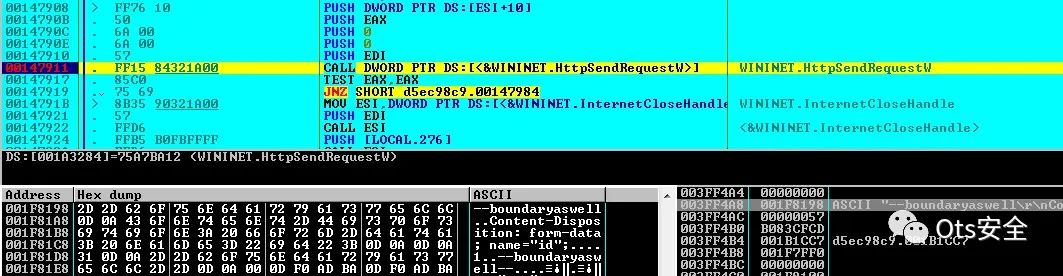 00147908 > FF76 10 PUSH DWORD PTR DS:[ESI+10]
0014790B . 50 PUSH EAX
0014790C . 6A 00 PUSH 0
0014790E . 6A 00 PUSH 0
00147910 . 57 PUSH EDI
00147911 . FF15 84321A00 CALL DWORD PTR DS:[<&WININET.HttpSendRequestW>] WININET.HttpSendRequestW
00147917 . 85C0 TEST EAX,EAX
00147919 . 75 69 JNZ SHORT d5ec98c9.00147984
0014791B > 8B35 90321A00 MOV ESI,DWORD PTR DS:[<&WININET.InternetCloseHandle WININET.InternetCloseHandle
00147921 . 57 PUSH EDI
00147922 . FFD6 CALL ESI <&WININET.InternetCloseHandle>
00147924 . FFB5 B0FBFFFF PUSH [LOCAL.276]
DS:[001A3284]=75A7BA12 (WININET.HttpSendRequestW)
Address Hex dump ASCII
001F8198 2D 2D 62 6F 75 6E 64 61 72 79 61 73 77 65 6C 6C --boundaryaswell
001F81A8 0D 0A 43 6F 6E 74 65 6E 74 2D 44 69 73 70 6F 73 ..Content-Dispos
001F81B8 69 74 69 6F 6E 3A 20 66 6F 72 6D 2D 64 61 74 61 ition: form-data
001F81C8 3B 20 6E 61 6D 65 3D 22 69 64 22 3B 0D 0A 0D 0A ; name="id";....
001F81D8 31 0D 0A 2D 2D 62 6F 75 6E 64 61 72 79 61 73 77 1..--boundaryasw
001F81E8 65 6C 6C 2D 2D 0D 0A 00 0D F0 AD BA 0D F0 AD BA
003FF4A4 00000000
003FF4A8 001F8198 ASCII "--boundaryaswell\r\nCo
003FF4AC 00000057
003FF4B0 B083CFCD
003FF4B4 001B1CC7 d5ec98c9.001B1CC7
003FF4B8 001F7FF0
003FF4BC 00000000
Ots安全